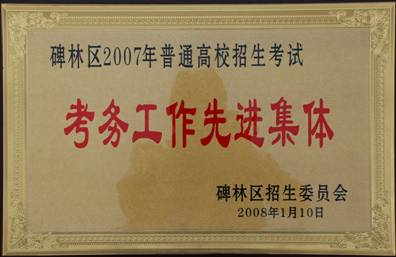 碑林区2007年普通高校招生考试
考务工作先进集体
碑林区招生委员会
2008年1月10日